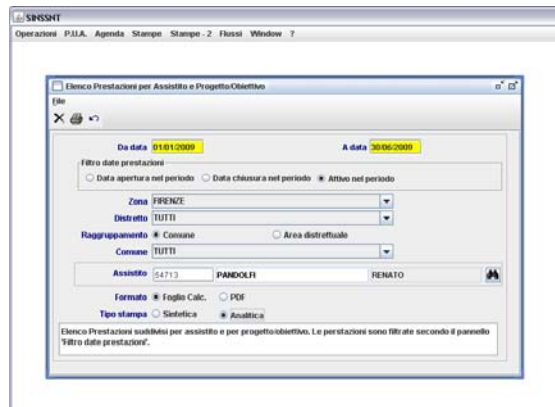 SINSSNT
Operazioni P.U.A. Agenda Stampe Stampe - 2 Flussi Window ?
Elenco Prestazioni per Assistito e Progetto/Obiettivo
File
Da data 01/01/2009 A data 30/06/2009
Filtro date prestazioni
Data apertura nel periodo Data chiusura nel periodo Attivo nel periodo
Zona FIRENZE
Distretto TUTTI
Raggruppamento Comune Area distrettuale
Comune TUTTI
Assistito 54713 PANDOLFI RENATO
Formato Foglio Calc. PDF
Tipo stampa Sintetica Analitica
Elenco Prestazioni suddivisi per assistito e per progetto/obiettivo. Le perstazioni sono filtrate secondo il pannello
'Filtro date prestazioni'.